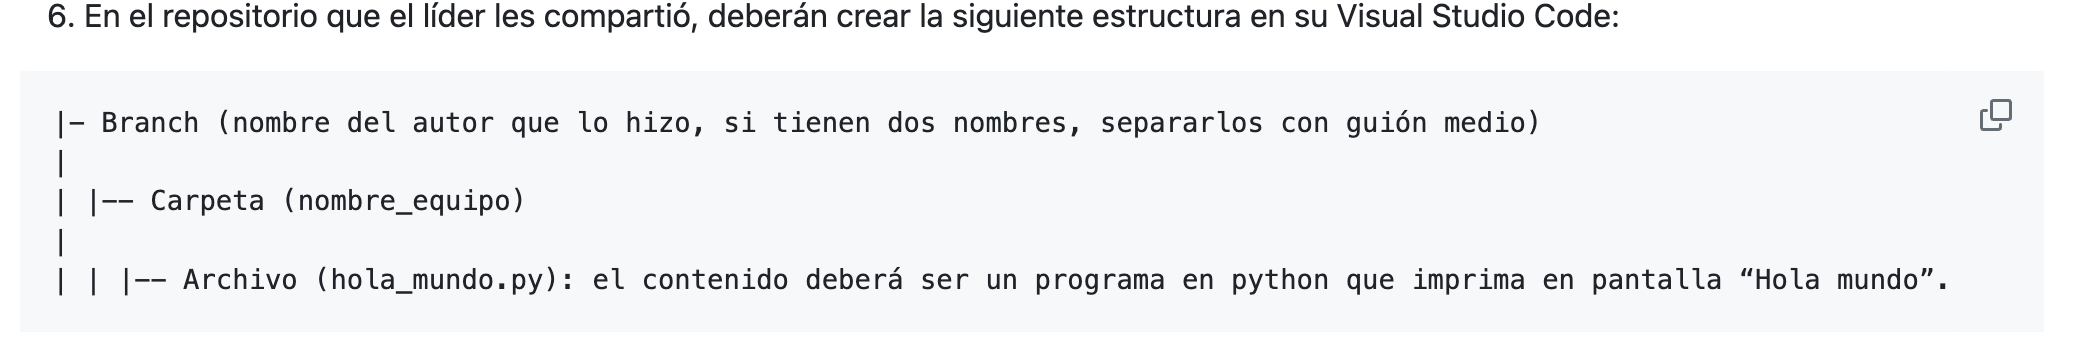 6. En el repositorio que el líder les compartió, deberán crear la siguiente estructura en su Visual Studio Code:
|– Branch (nombre del autor que lo hizo, si tienen dos nombres, separarlos con guión medio)
|
| |–– Carpeta (nombre_equipo)
|
| | |–– Archivo (hola_mundo.py): el contenido deberá ser un programa en python que imprima en pantalla “Hola mundo”.